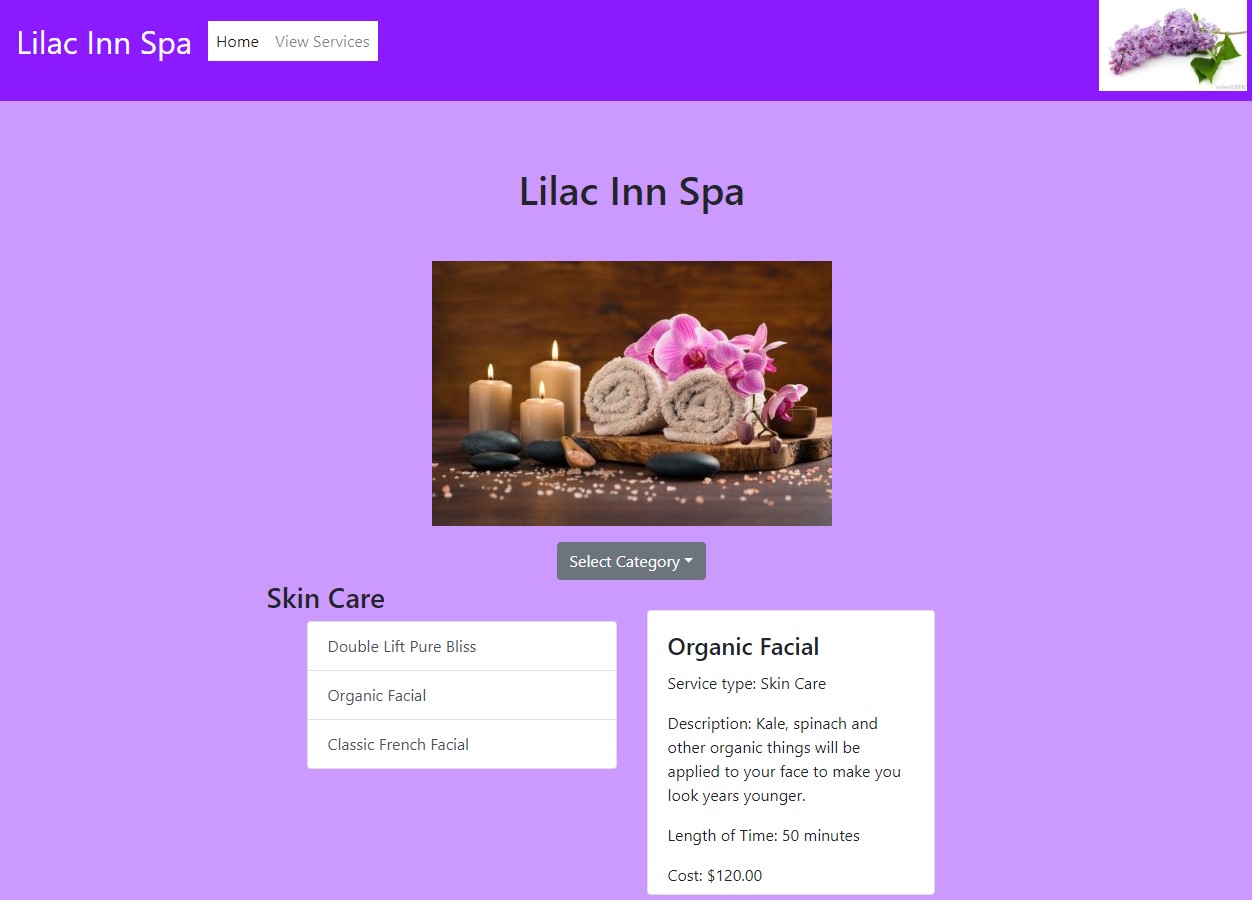 Lilac Inn Spa
Home
View Services
Lilac Inn Spa
Select Category
Skin Care
Double Lift Pure Bliss
Organic Facial
Classic French Facial
Organic Facial
Service type: Skin Care
Description: Kale, spinach and
other organic things will be
applied to your face to make you
look years younger.
Length of Time: 50 minutes
Cost: $120.00